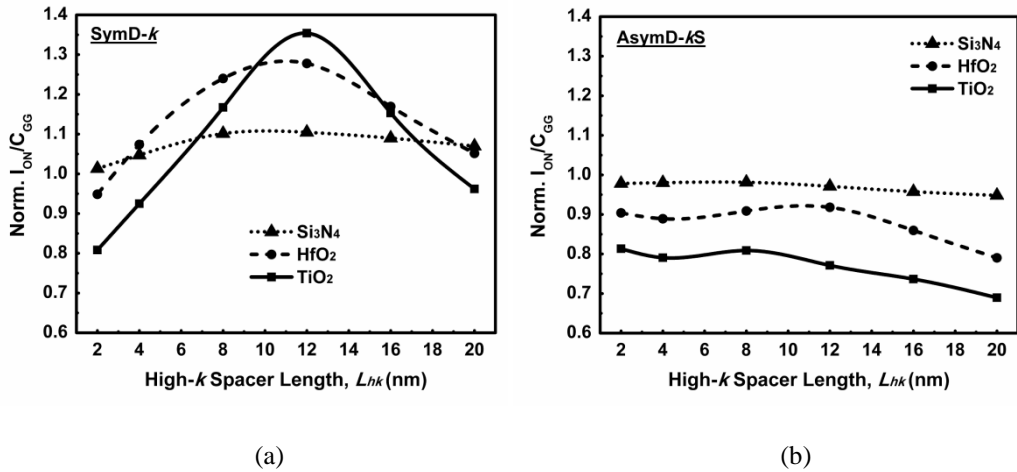 SymD-k
1.4
1.3
1.2
1.1
1.0
0.9
0.8
0.7
0.6
Norm. I_ON/C_GG
Si3N4
HfO2
TiO2
2 4 6 8 10 12 14 16 18 20
High-k Spacer Length, Lhk (nm)
(a)
AsymD-kS
1.4
1.3
1.2
1.1
1.0
0.9
0.8
0.7
0.6
Norm. I_ON/C_GG
Si3N4
HfO2
TiO2
2 4 6 8 10 12 14 16 18 20
High-k Spacer Length, Lhk (nm)
(b)